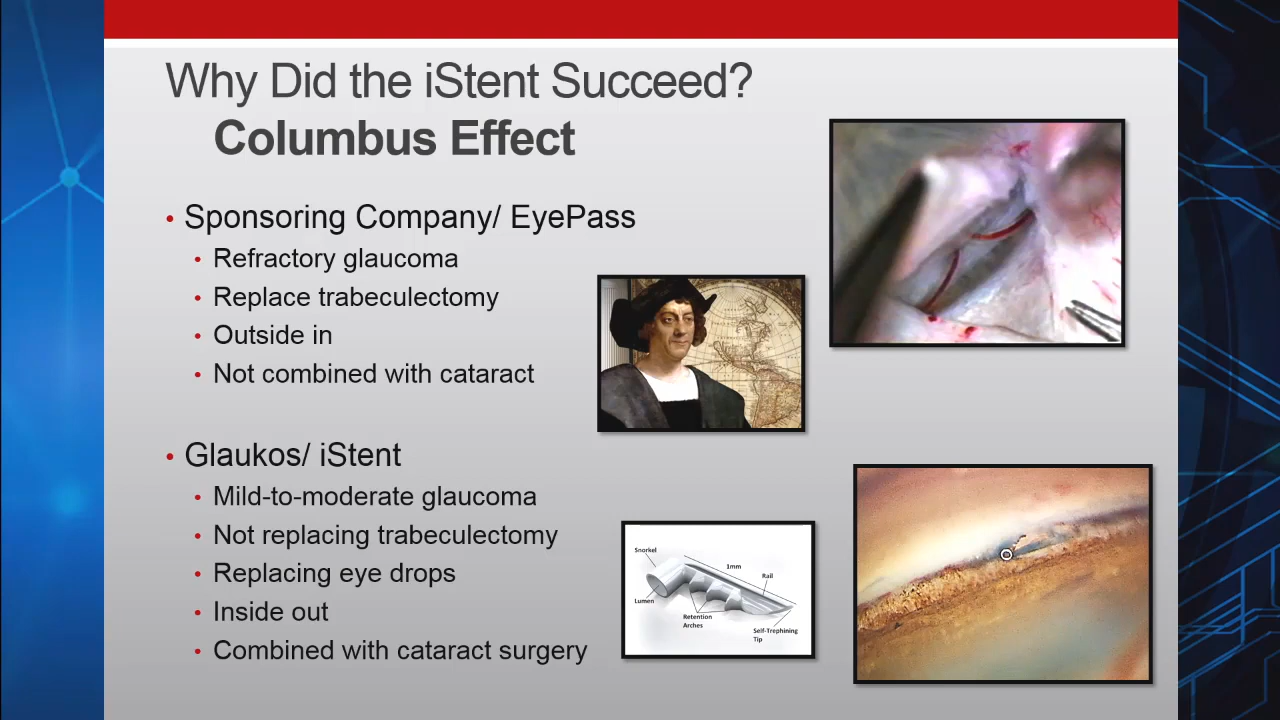 Why Did the iStent Succeed?
Columbus Effect
• Sponsoring Company/ EyePass
• Refractory glaucoma
• Replace trabeculectomy
• Outside in
• Not combined with cataract
• Glaukos/ iStent
• Mild-to-moderate glaucoma
• Not replacing trabeculectomy
• Replacing eye drops
• Inside out
• Combined with cataract surgery
Snorkel
1mm
Rail
Lumen
Retention
Arches
Self-Trephining
Tip